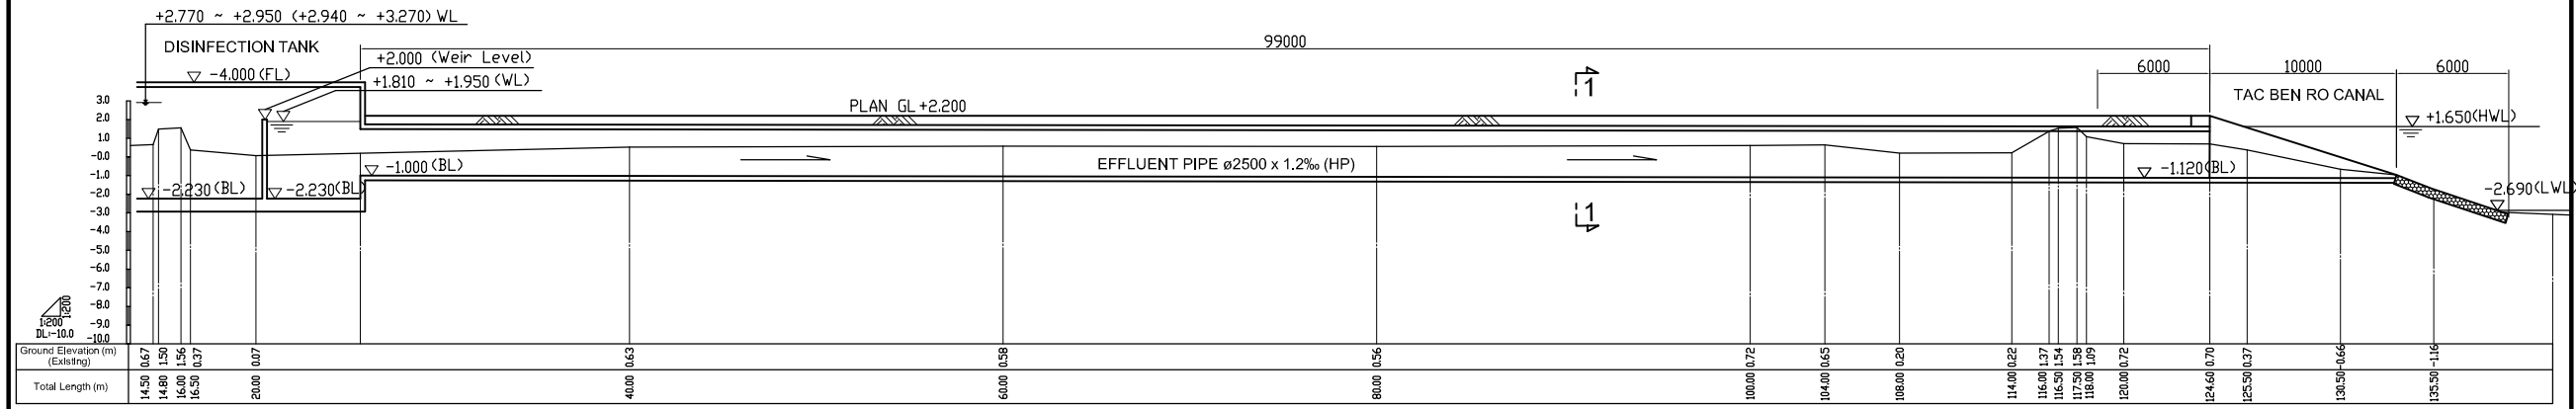 +2.770 ~ +2.950 (+2.940 ~ +3.270) WL
DISINFECTION TANK
99000
+2.000 (Weir Level)
-4.000 (FL)
+1.810 ~ +1.950 (WL)
6000 10000 6000
1
PLAN GL +2.200
TAC BEN RO CANAL
+1.650(HWL)
3.0
2.0
1.0
-0.0
-1.0
-2.0
-3.0
-4.0
-5.0
-6.0
-7.0
-8.0
-9.0
-10.0
-1.000 (BL)
EFFLUENT PIPE ø2500 x 1.2‰ (HP)
-1.120(BL)
-2.230(BL)
-2.230(BL)
-2.690(LWL)
1
1:200
1:200
DL:-10.0
Ground Elevation (m) 0.67 1.50 1.56 0.37 0.07 0.63 0.58 0.56 0.72 0.65 0.20 0.22 1.37 1.54 1.58 1.09 0.72 0.70 0.37 -0.66 -1.16
(Existing)
Total Length (m) 14.50 14.80 16.00 16.50 20.00 40.00 60.00 80.00 100.00 104.00 108.00 114.00 116.00 116.50 117.50 118.00 120.00 124.60 125.50 130.50 135.50